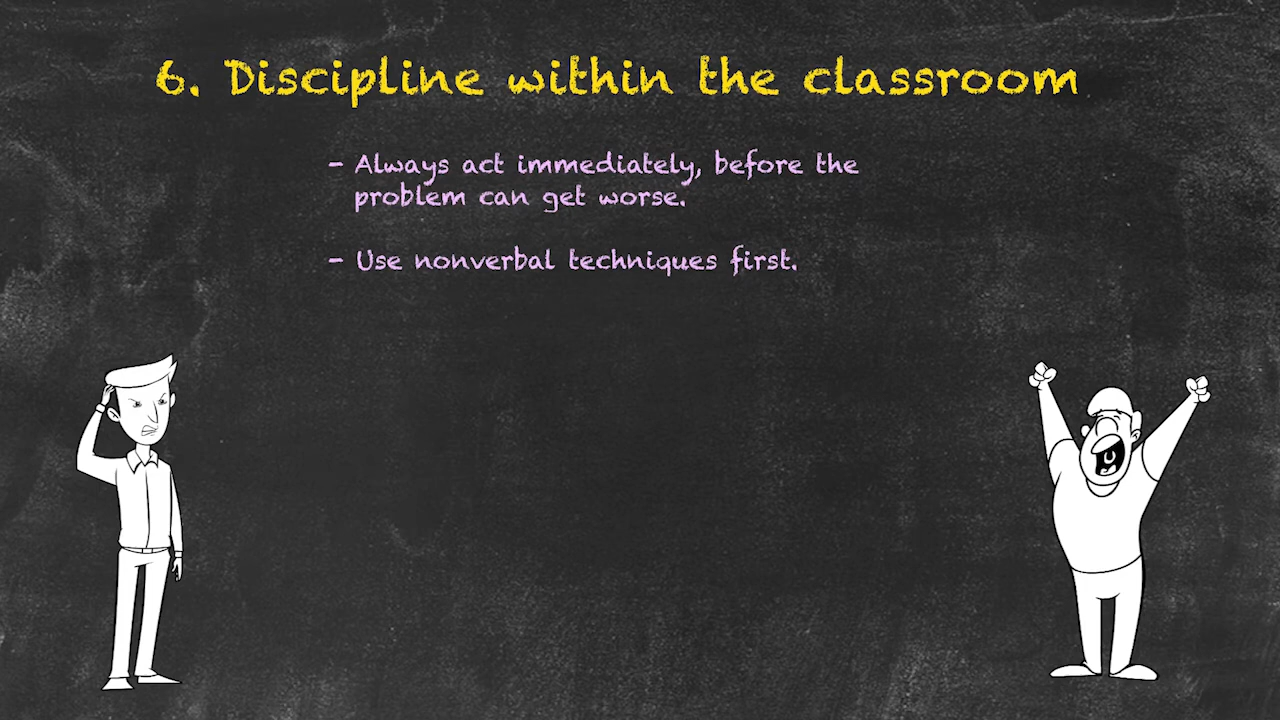 6. Discipline within the classroom
- Always act immediately, before the
problem can get worse.
- Use nonverbal techniques first.